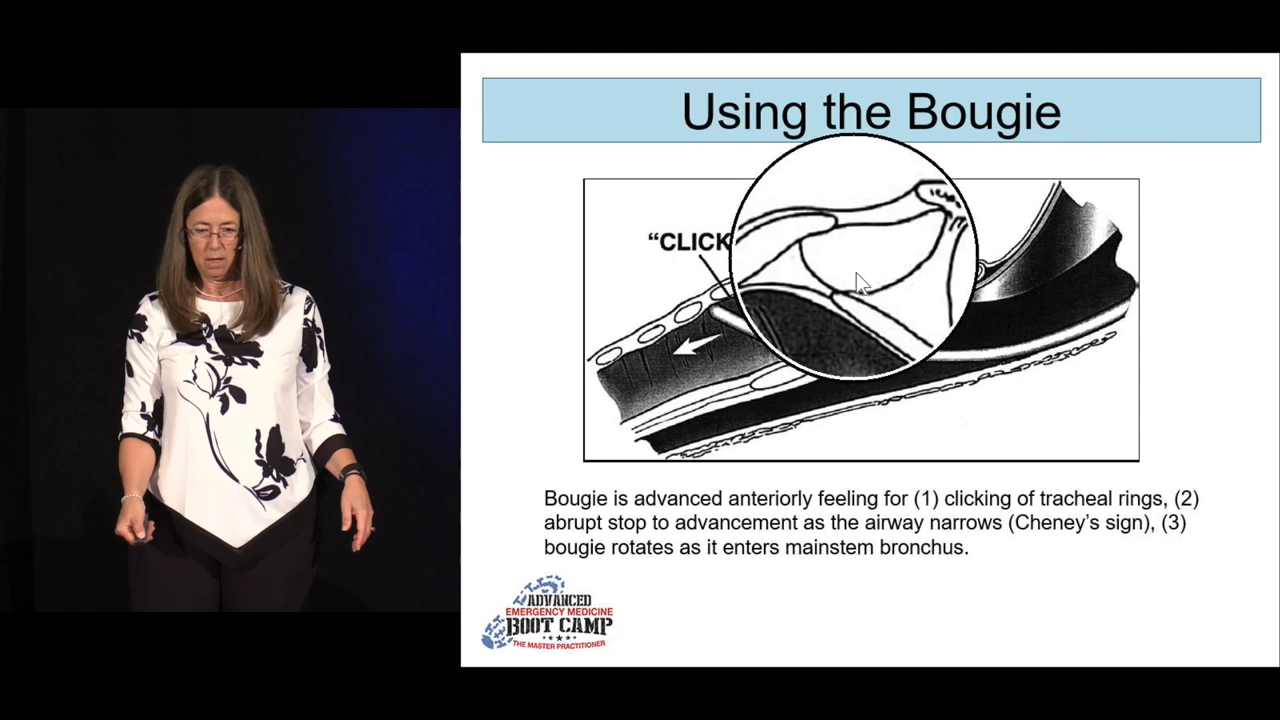 Using the Bougie
“CLICK
Bougie is advanced anteriorly feeling for (1) clicking of tracheal rings, (2)
abrupt stop to advancement as the airway narrows (Cheney’s sign), (3)
bougie rotates as it enters mainstem bronchus.
ADVANCED
EMERGENCY MEDICINE
BOOT CAMP
THE MASTER PRACTITIONER